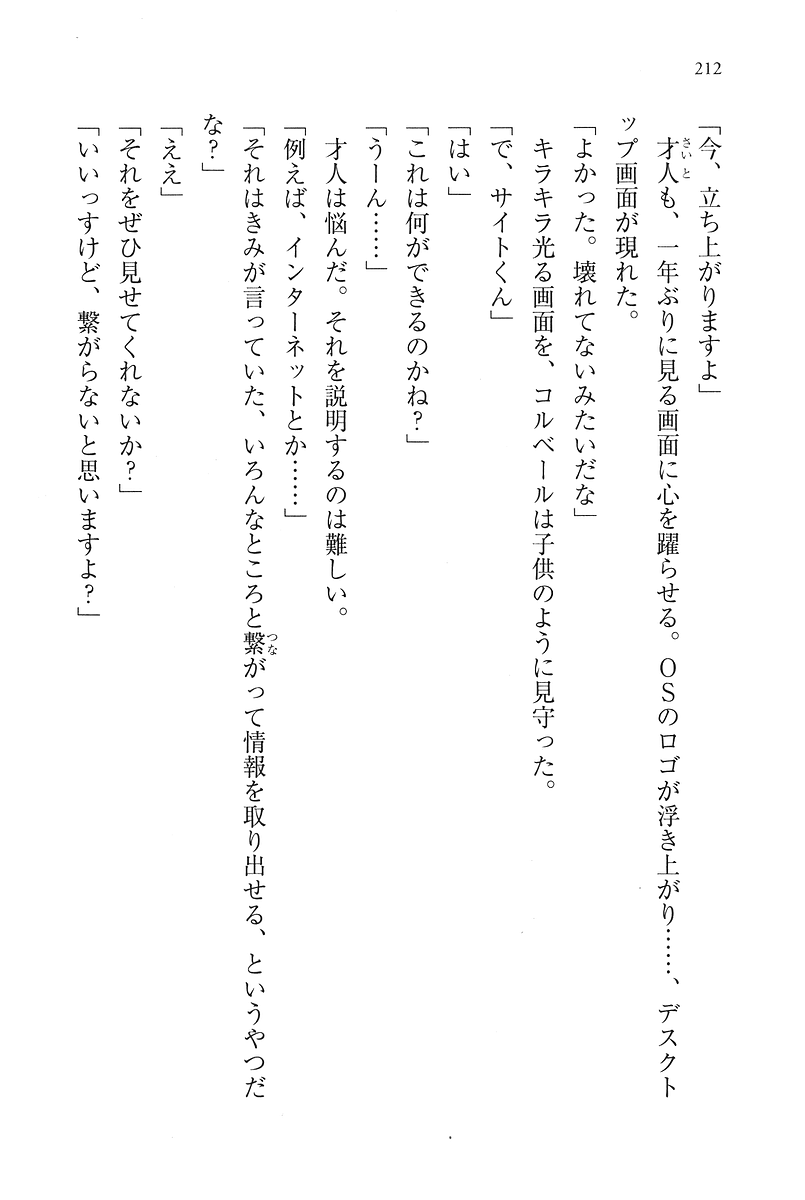 212
「今、立ち上がりますよ」
才人も、一年ぶりに見る画面に心を躍らせる。ＯＳのロゴが浮き上がり……、デスクト
ップ画面が現れた。
「よかった。壊れてないみたいだな」
キラキラ光る画面を、コルベールは子供のように見守った。
「で、サイトくん」
「はい」
「これは何ができるのかね？」
「うーん……」
才人は悩んだ。それを説明するのは難しい。
「例えば、インターネットとか……」
「それはきみが言っていた、いろんなところと繋がって情報を取り出せる、というやつだ
な？」
「ええ」
「それをぜひ見せてくれないか？」
「いいっすけど、繋がらないと思いますよ？」
さいと
つな